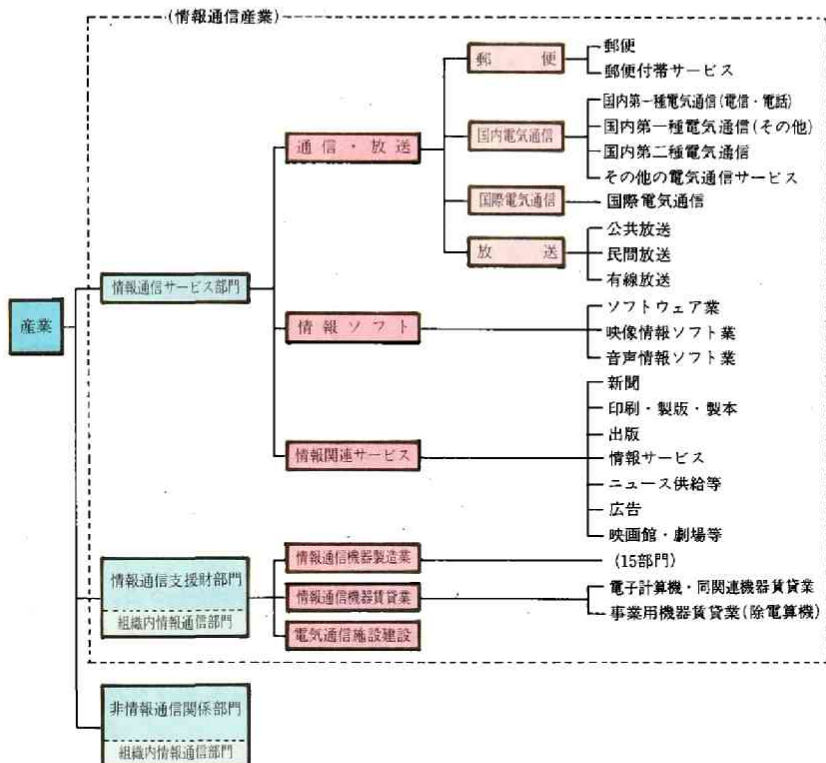 (情報通信産業)
産業
情報通信サービス部門
通信・放送
郵便
郵便
郵便付帯サービス
国内電気通信
国内第一種電気通信(電信・電話)
国内第一種電気通信(その他)
国内第二種電気通信
その他の電気通信サービス
国際電気通信
国際電気通信
放送
公共放送
民間放送
有線放送
情報ソフト
ソフトウェア業
映像情報ソフト業
音声情報ソフト業
情報関連サービス
新聞
印刷・製版・製本
出版
情報サービス
ニュース供給等
広告
映画館・劇場等
情報通信支援財部門
組織内情報通信部門
情報通信機器製造業
(15部門)
情報通信機器賃貸業
電子計算機・同関連機器賃貸業
事業用機器賃貸業(除電算機)
電気通信施設建設
非情報通信関係部門
組織内情報通信部門